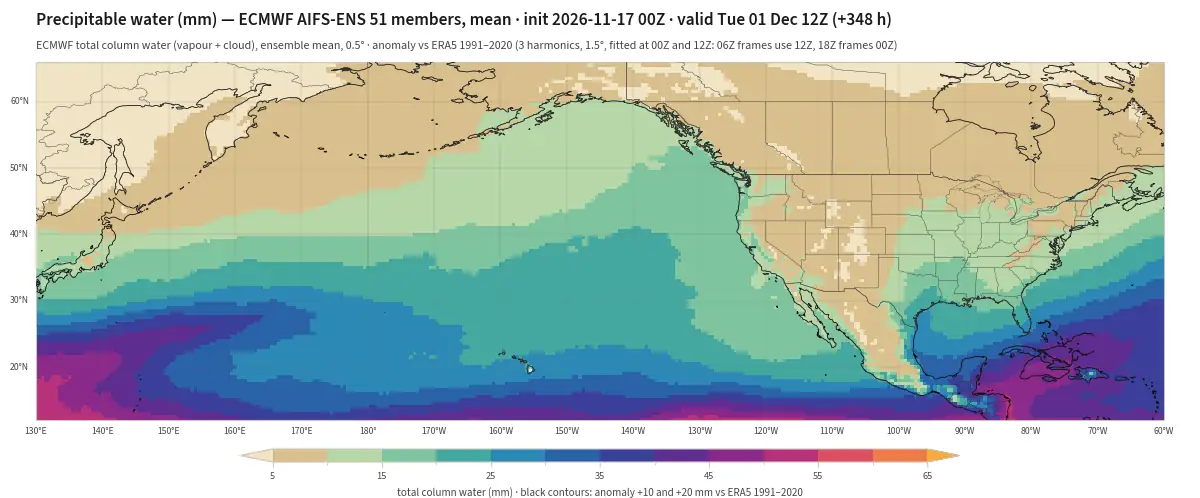 Precipitable water (mm) — ECMWF AIFS-ENS 51 members, mean · init 2026-11-17 00Z · valid Tue 01 Dec 12Z (+348 h)
ECMWF total column water (vapour + cloud), ensemble mean, 0.5° · anomaly vs ERA5 1991–2020 (3 harmonics, 1.5°, fitted at 00Z and 12Z: 06Z frames use 12Z, 18Z frames 00Z)
60°N
50°N
40°N
30°N
20°N
130°E 140°E 150°E 160°E 170°E 180° 170°W 160°W 150°W 140°W 130°W 120°W 110°W 100°W 90°W 80°W 70°W 60°W
5 15 25 35 45 55 65
total column water (mm) · black contours: anomaly +10 and +20 mm vs ERA5 1991–2020